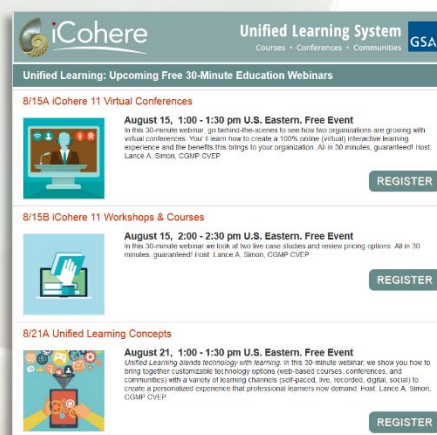 iCohere
Unified Learning System
Courses • Conferences • Communities
GSA
Unified Learning: Upcoming Free 30-Minute Education Webinars
8/15A iCohere 11 Virtual Conferences
August 15, 1:00 - 1:30 pm U.S. Eastern. Free Event
In this 30-minute webinar, go behind-the-scenes to see how two organizations are growing with
virtual conferences. You'll learn how to create a 100% online (virtual) interactive learning
experience and the benefits this brings to your organization. All in 30 minutes, guaranteed! Host:
Lance A. Simon, CGMP CVEP
REGISTER
8/15B iCohere 11 Workshops & Courses
August 15, 2:00 - 2:30 pm U.S. Eastern. Free Event
In this 30-minute webinar we look at two live case studies and review pricing options. All in 30
minutes, guaranteed! Host: Lance A. Simon, CGMP CVEP
REGISTER
8/21A Unified Learning Concepts
August 21, 1:00 - 1:30 pm U.S. Eastern. Free Event
Unified Learning blends technology with learning. In this 30-minute webinar, we show you how to
bring together customizable technology options (web-based courses, conferences, and
communities) with a variety of learning channels (self-paced, live, recorded, digital, social) to
create a personalized experience that professional learners now demand. Host: Lance A. Simon,
CGMP CVEP
REGISTER